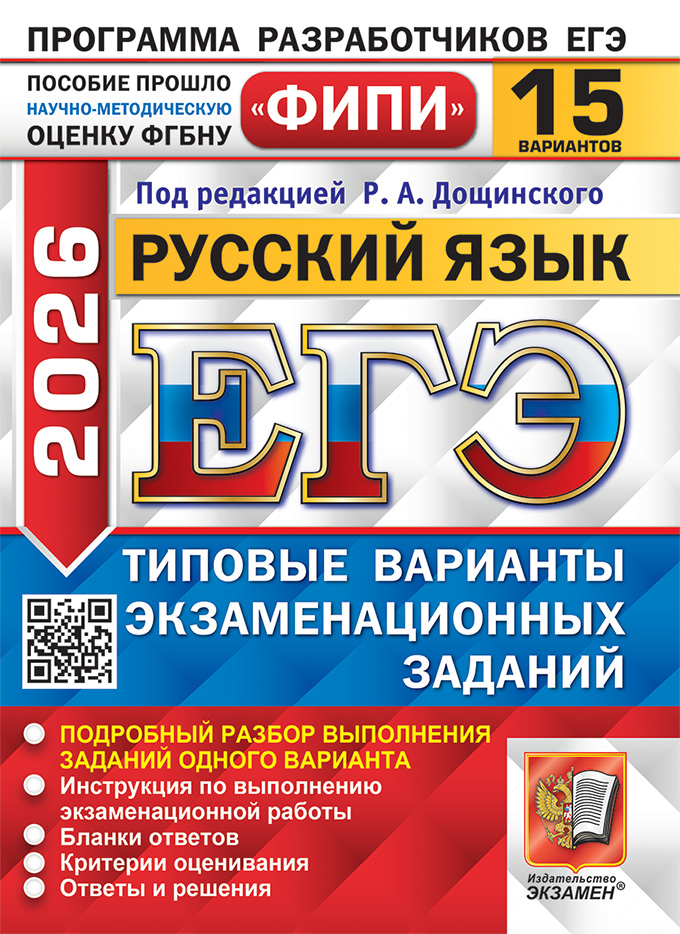 ПРОГРАММА РАЗРАБОТЧИКОВ ЕГЭ
ПОСОБИЕ ПРОШЛО
НАУЧНО-МЕТОДИЧЕСКУЮ
ОЦЕНКУ ФГБНУ
«ФИПИ»
15
ВАРИАНТОВ
2026
Под редакцией Р. А. Дощинского
РУССКИЙ ЯЗЫК
ЕГЭ
ТИПОВЫЕ ВАРИАНТЫ
ЭКЗАМЕНАЦИОННЫХ
ЗАДАНИЙ
ПОДРОБНЫЙ РАЗБОР ВЫПОЛНЕНИЯ
ЗАДАНИЙ ОДНОГО ВАРИАНТА
Инструкция по выполнению
экзаменационной работы
Бланки ответов
Критерии оценивания
Ответы и решения
Издательство
ЭКЗАМЕН®